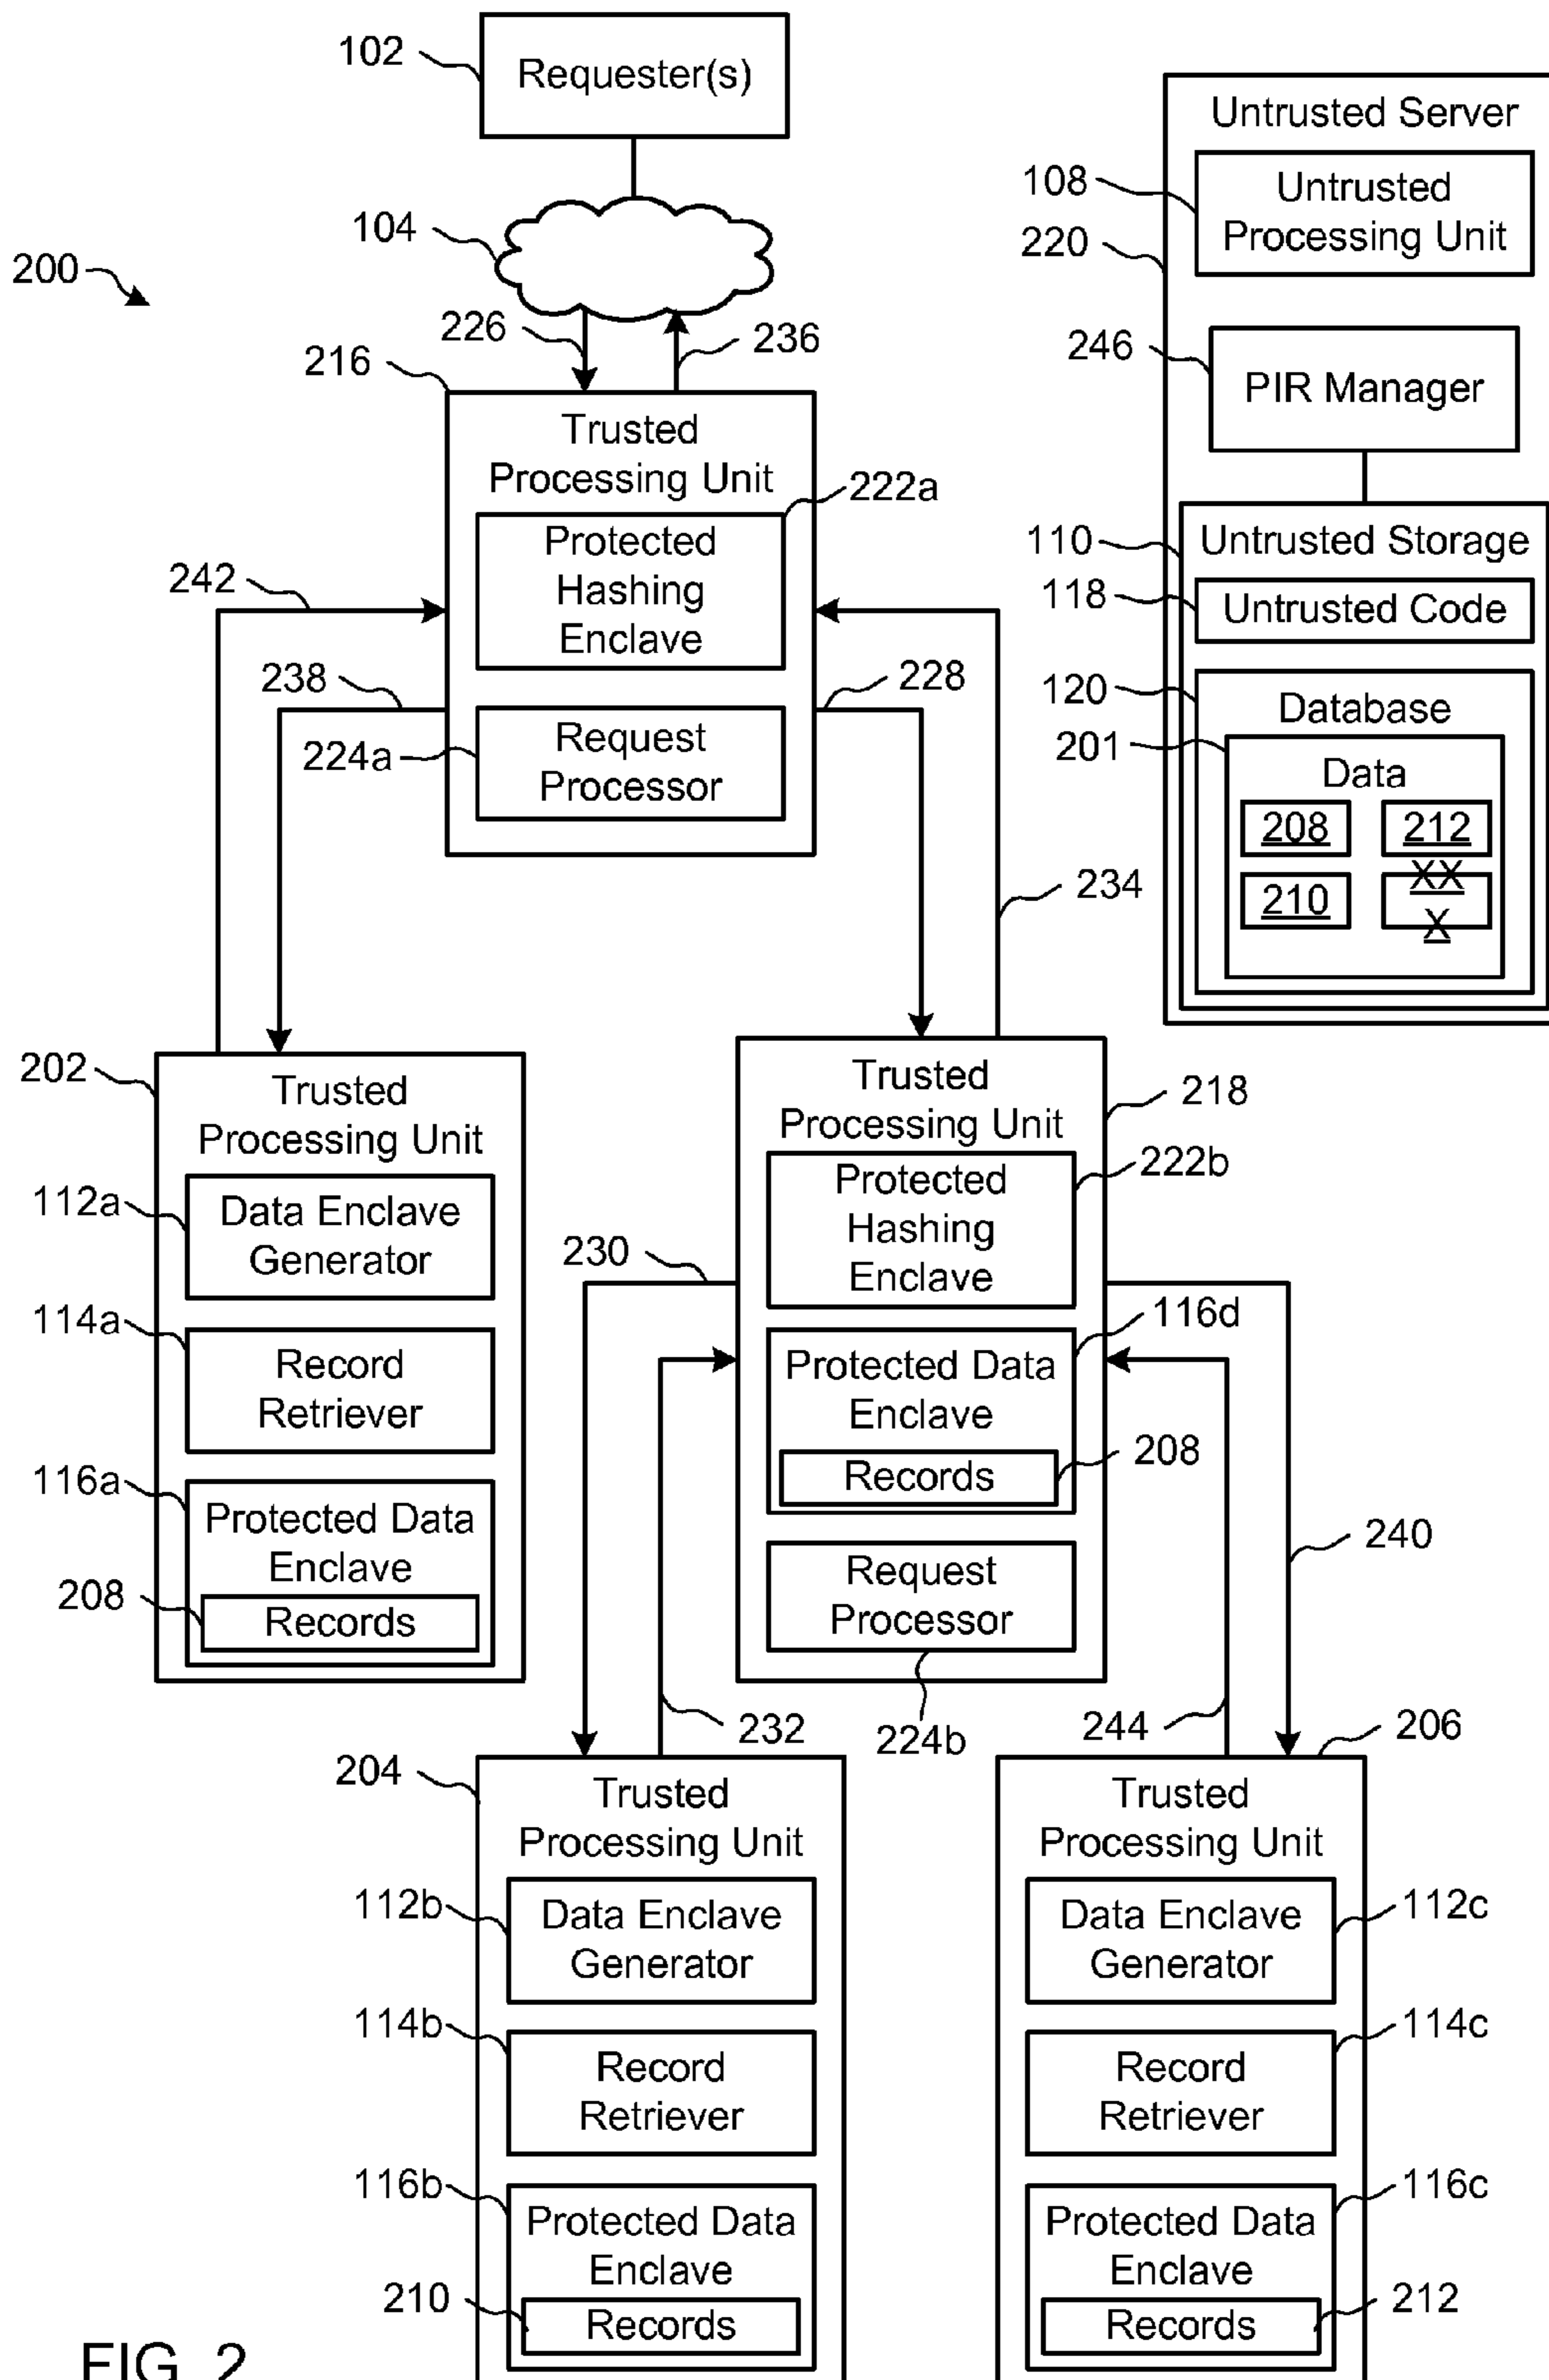 102
Requester(s)
104
200
226
236
216
Trusted
Processing Unit
222a
Protected
Hashing
Enclave
242
238
228
224a
Request
Processor
234
Untrusted Server
108
Untrusted
Processing Unit
220
246
PIR Manager
110
Untrusted Storage
118
Untrusted Code
120
Database
201
Data
208
212
210
XX
X
202
Trusted
Processing Unit
112a
Data Enclave
Generator
114a
Record
Retriever
116a
Protected Data
Enclave
208
Records
Trusted
Processing Unit
218
222b
Protected
Hashing
Enclave
230
116d
Protected Data
Enclave
208
Records
240
Request
Processor
232
224b
244
206
204
Trusted
Processing Unit
112b
Data Enclave
Generator
114b
Record
Retriever
116b
Protected Data
Enclave
210
Records
Trusted
Processing Unit
112c
Data Enclave
Generator
114c
Record
Retriever
116c
Protected Data
Enclave
212
Records
FIG. 2